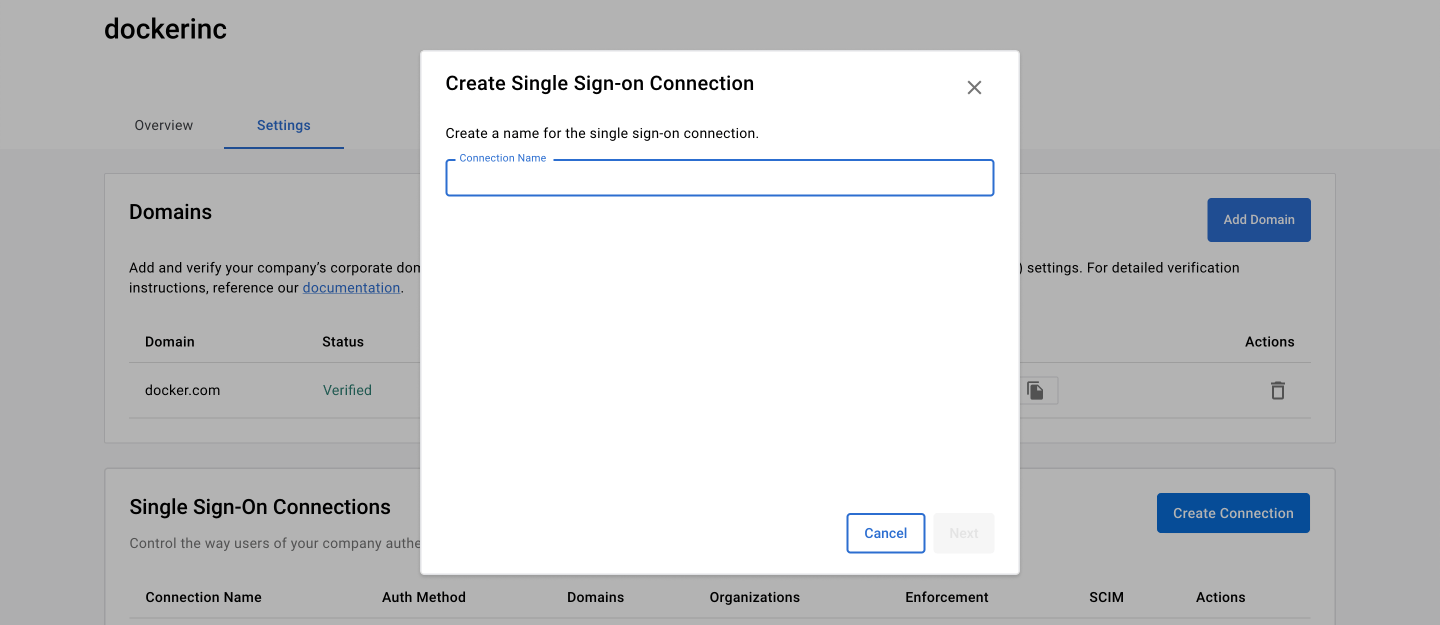 dockerinc
Overview
Settings
Create Single Sign-on Connection
Create a name for the single sign-on connection.
Connection Name
Cancel
Next
Domains
Add Domain
Add and verify your company's corporate dom
) settings. For detailed verification
instructions, reference our documentation.
Domain
Status
Actions
docker.com
Verified
Single Sign-On Connections
Create Connection
Control the way users of your company authe
Connection Name
Auth Method
Domains
Organizations
Enforcement
SCIM
Actions